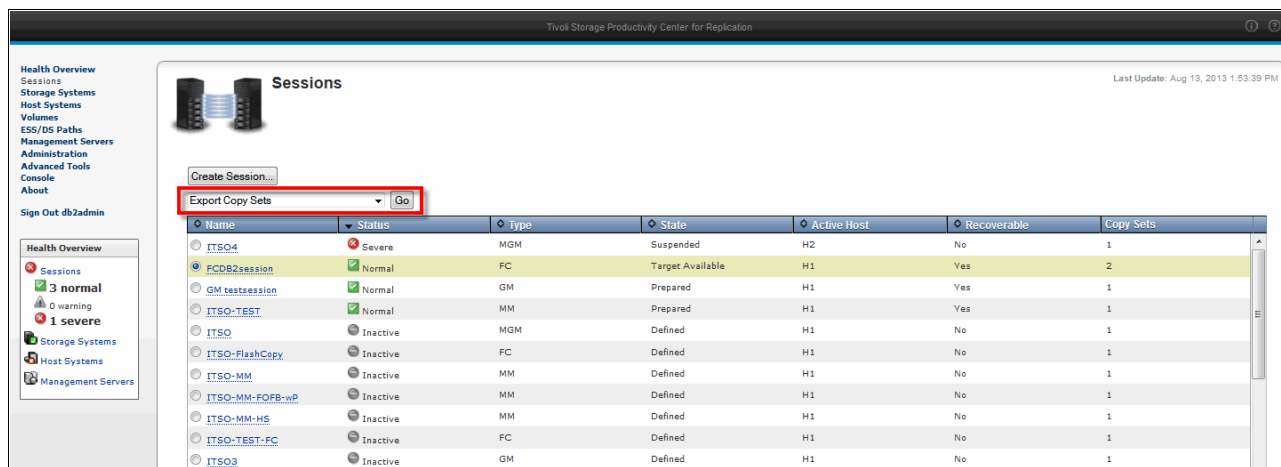 Tivoli Storage Productivity Center for Replication
Health Overview
Sessions
Storage Systems
Host Systems
Volumes
ESS/DS Paths
Management Servers
Administration
Advanced Tools
Console
About
Sign Out db2admin
Health Overview
Sessions
3 normal
0 warning
1 severe
Storage Systems
Host Systems
Management Servers
Sessions
Last Update: Aug 13, 2013 1:53:39 PM
Create Session...
Export Copy Sets Go
Name Status Type State Active Host Recoverable Copy Sets
ITSO4 Severe MGM Suspended H2 No 1
FCDB2session Normal FC Target Available H1 Yes 2
GM testsession Normal GM Prepared H1 Yes 1
ITSO-TEST Normal MM Prepared H1 Yes 1
ITSO Inactive MGM Defined H1 No 1
ITSO-FlashCopy Inactive FC Defined H1 No 1
ITSO-MM Inactive MM Defined H1 No 1
ITSO-MM-FOFB-wP Inactive MM Defined H1 No 1
ITSO-MM-HS Inactive MM Defined H1 No 1
ITSO-TEST-FC Inactive FC Defined H1 No 1
ITSO3 Inactive GM Defined H1 No 1